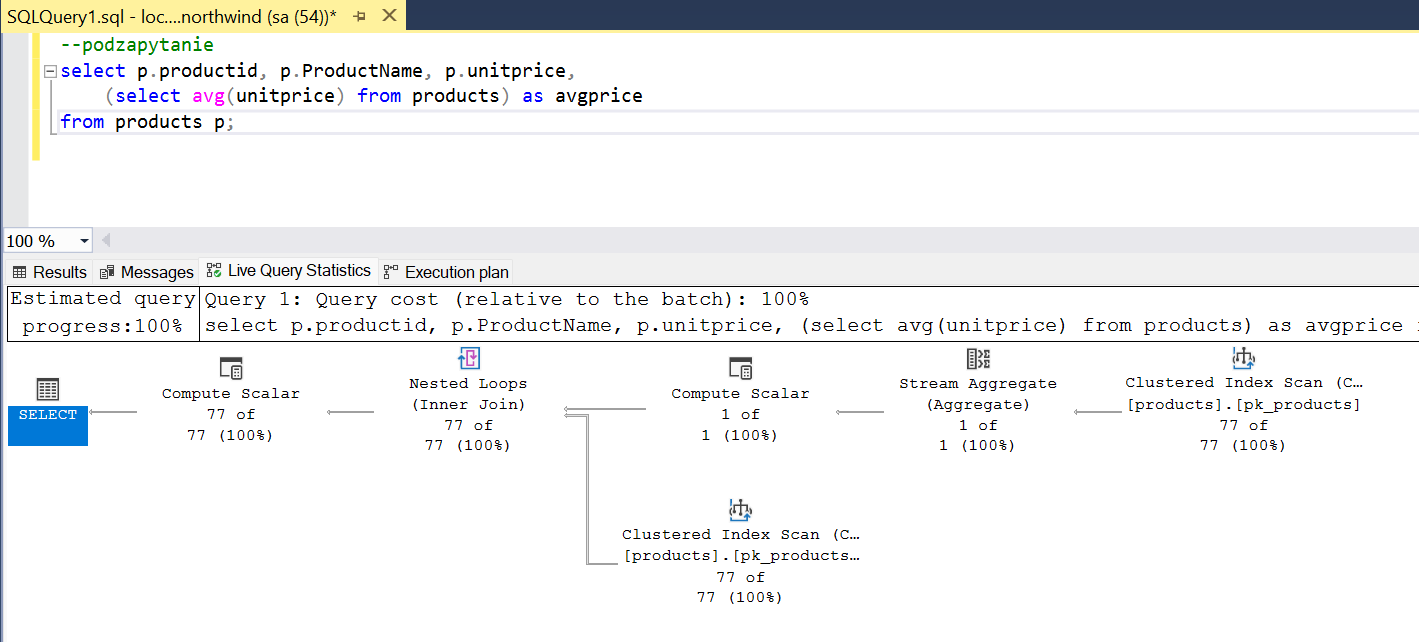 SQLQuery1.sql - loc....northwind (sa (54))*
--podzapytanie
select p.productid, p.ProductName, p.unitprice,
(select avg(unitprice) from products) as avgprice
from products p;
100 %
Results Messages Live Query Statistics Execution plan
Estimated query
progress:100%
Query 1: Query cost (relative to the batch): 100%
select p.productid, p.ProductName, p.unitprice, (select avg(unitprice) from products) as avgprice
SELECT
Compute Scalar
77 of
77 (100%)
Nested Loops
(Inner Join)
77 of
77 (100%)
Compute Scalar
1 of
1 (100%)
Stream Aggregate
(Aggregate)
1 of
1 (100%)
Clustered Index Scan (C…
[products].[pk_products]
77 of
77 (100%)
Clustered Index Scan (C…
[products].[pk_products…
77 of
77 (100%)